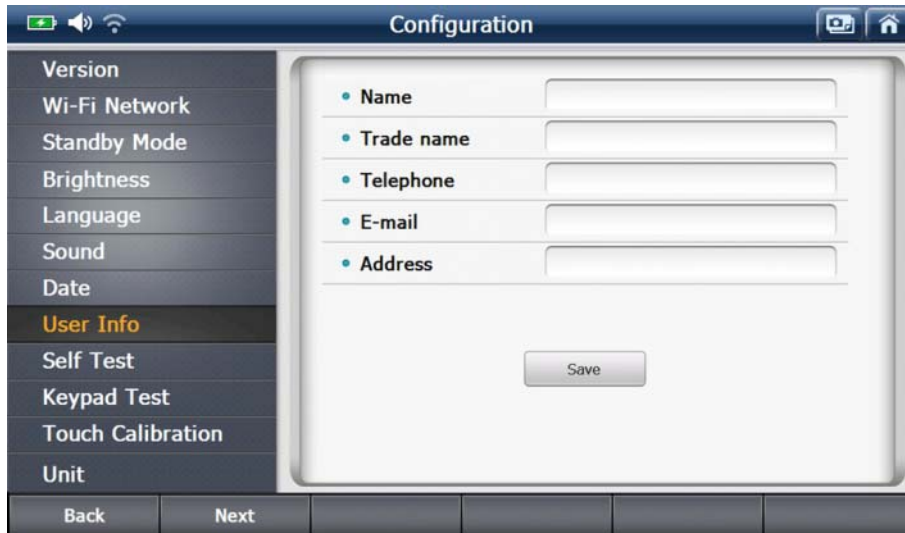 Configuration
Version
Wi-Fi Network
Standby Mode
Brightness
Language
Sound
Date
User Info
Self Test
Keypad Test
Touch Calibration
Unit
Name
Trade name
Telephone
E-mail
Address
Save
Back Next